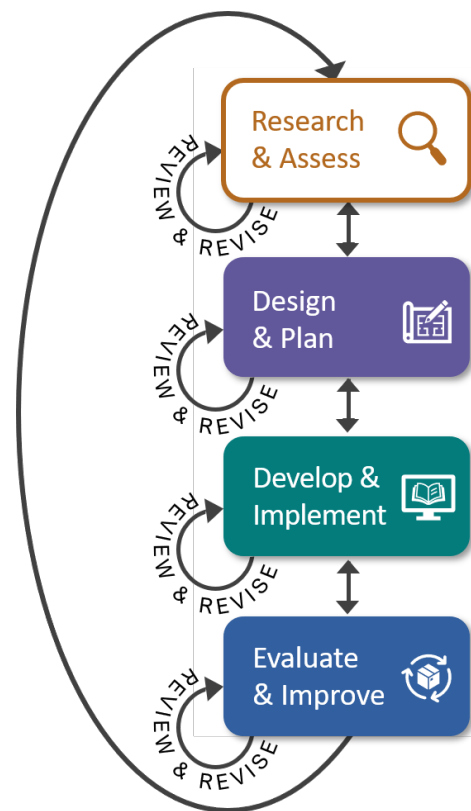 Research
& Assess
REVIEW & REVISE
Design
& Plan
REVIEW & REVISE
Develop &
Implement
REVIEW & REVISE
Evaluate
& Improve
REVIEW & REVISE